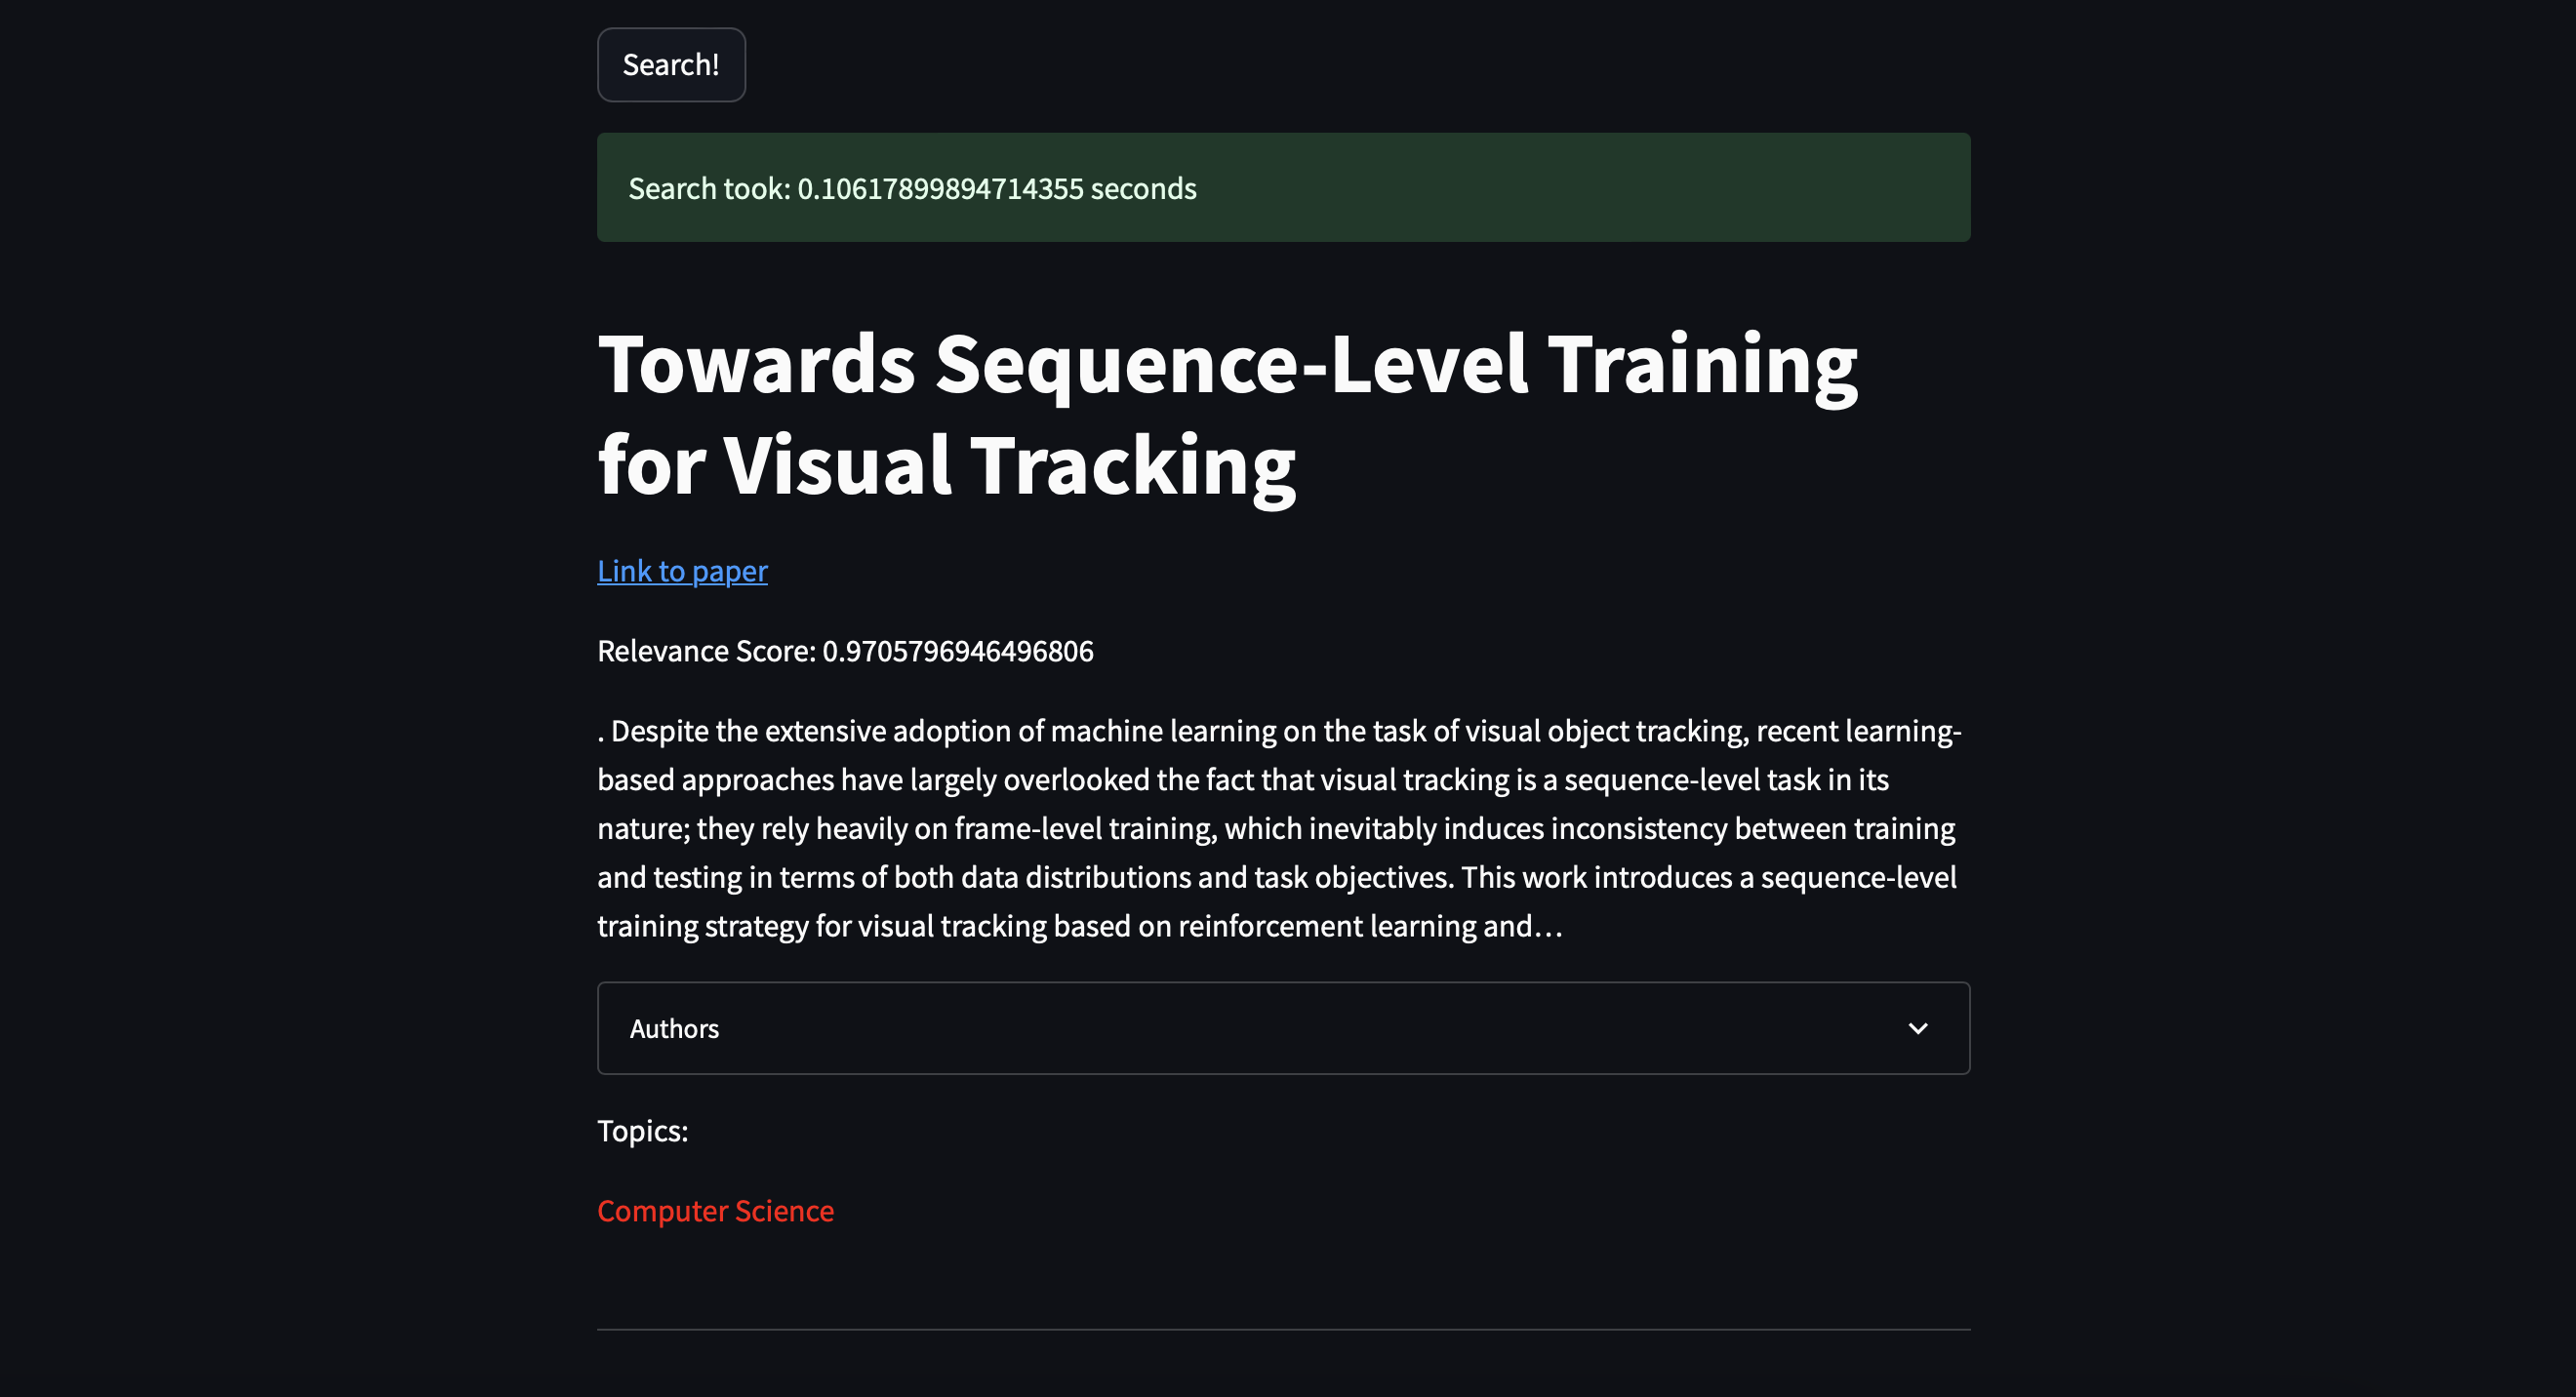 Search!
Search took: 0.10617899894714355 seconds
Towards Sequence-Level Training
for Visual Tracking
Link to paper
Relevance Score: 0.9705796946496806
. Despite the extensive adoption of machine learning on the task of visual object tracking, recent learning-
based approaches have largely overlooked the fact that visual tracking is a sequence-level task in its
nature; they rely heavily on frame-level training, which inevitably induces inconsistency between training
and testing in terms of both data distributions and task objectives. This work introduces a sequence-level
training strategy for visual tracking based on reinforcement learning and…
Authors
Topics:
Computer Science